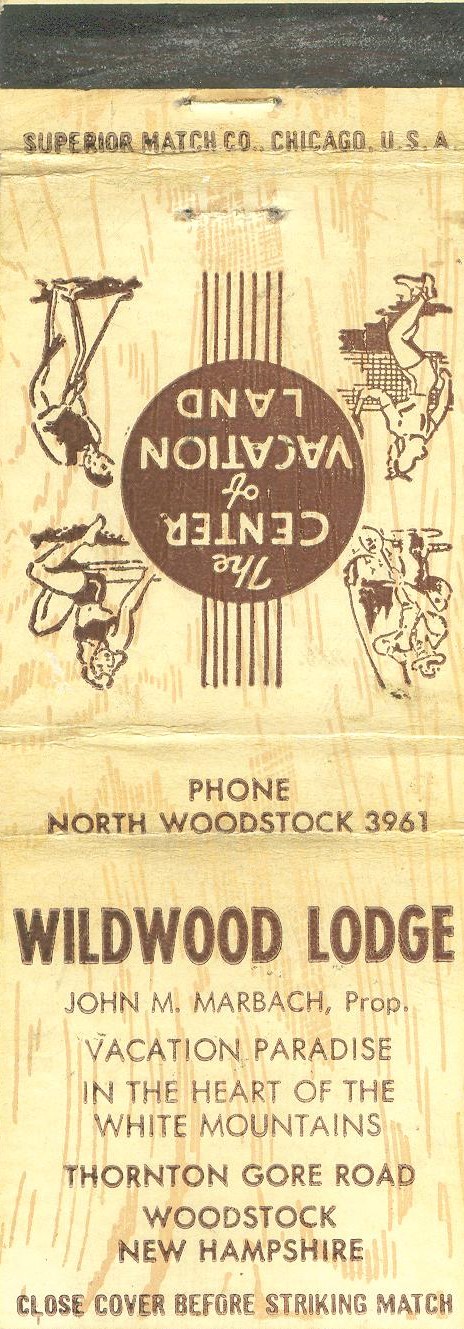 SUPERIOR MATCH CO., CHICAGO, U.S.A.
The
CENTER
of
VACATION
LAND
PHONE
NORTH WOODSTOCK 3961
WILDWOOD LODGE
JOHN M. MARBACH, Prop.
VACATION PARADISE
IN THE HEART OF THE
WHITE MOUNTAINS
THORNTON GORE ROAD
WOODSTOCK
NEW HAMPSHIRE
CLOSE COVER BEFORE STRIKING MATCH